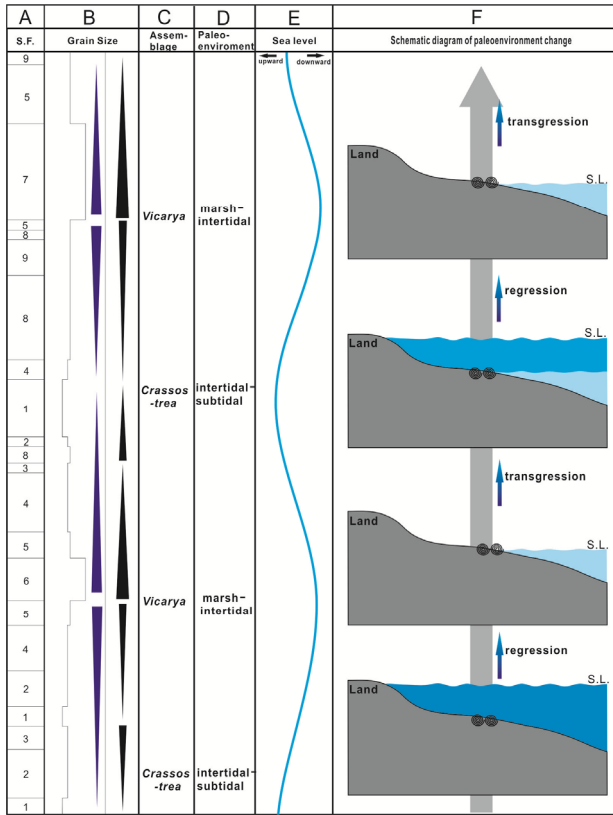 A
B
C
D
E
F
S.F.
Grain Size
Assem-
blage
Paleo-
enviroment
Sea level
Schematic diagram of paleoenvironment change
9
5
7
5
8
9
8
4
1
2
8
3
4
5
6
5
4
2
1
3
2
1
Vicarya
Crassos
-trea
Vicarya
Crassos-
-trea
marsh-
intertidal
intertidal-
subtidal
marsh-
intertidal
intertidal-
subtidal
upward
downward
transgression
Land
S.L.
regression
S.L.
Land
transgression
Land
S.L.
regression
S.L.
Land